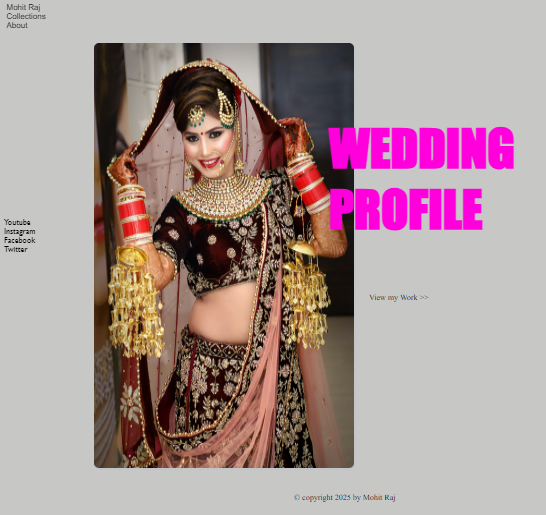 Mohit Raj
Collections
About
WEDDING
PROFILE
Youtube
Instagram
Facebook
Twitter
View my Work >>
© copyright 2025 by Mohit Raj